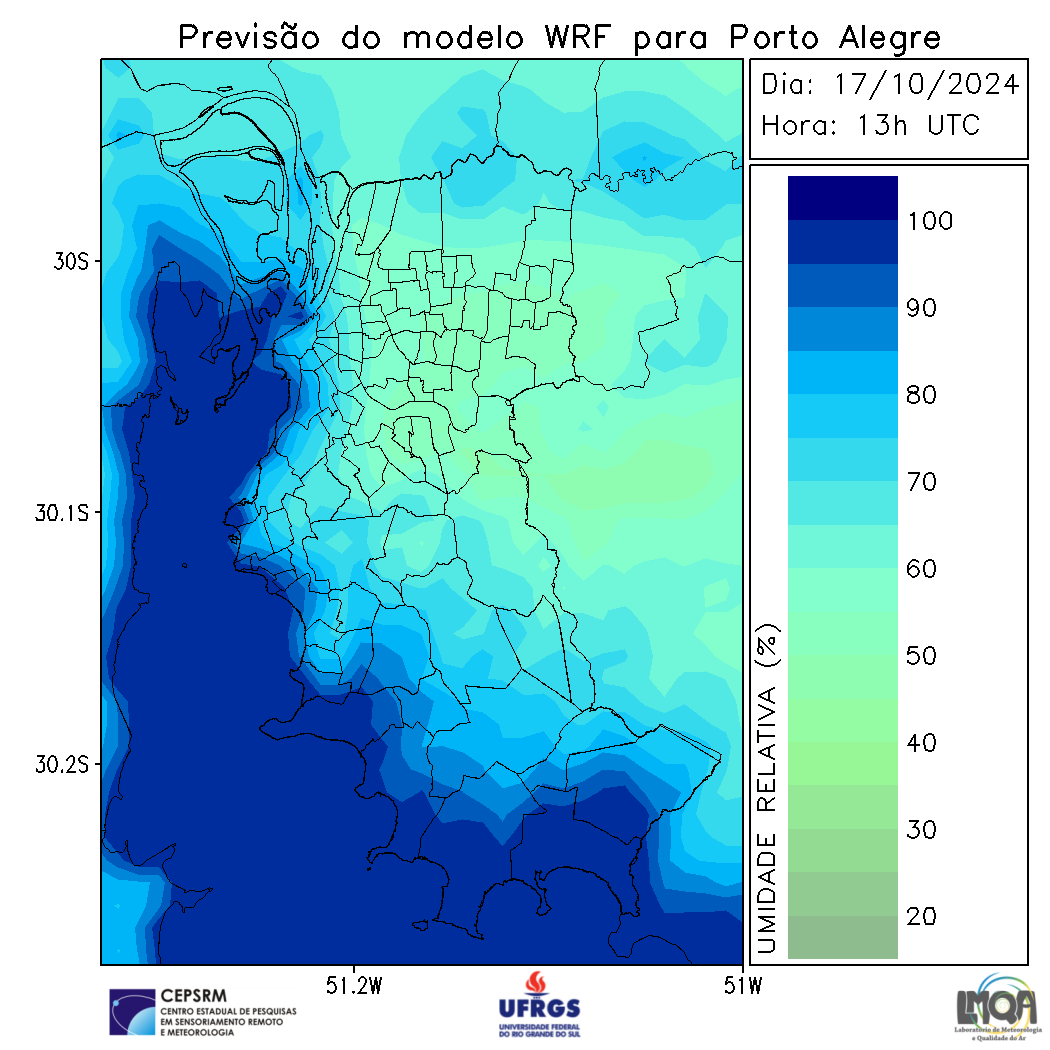 Previsão do modelo WRF para Porto Alegre
Dia: 17/10/2024
Hora: 13h UTC
30S
30.1S
30.2S
51.2W
51W
UMIDADE RELATIVA (%)
100
90
80
70
60
50
40
30
20
CEPSRM
CENTRO ESTADUAL DE PESQUISAS
EM SENSORIAMENTO REMOTO
E METEOROLOGIA
UFRGS
UNIVERSIDADE FEDERAL
DO RIO GRANDE DO SUL
LMQA
Laboratório de Meteorologia
e Qualidade do Ar